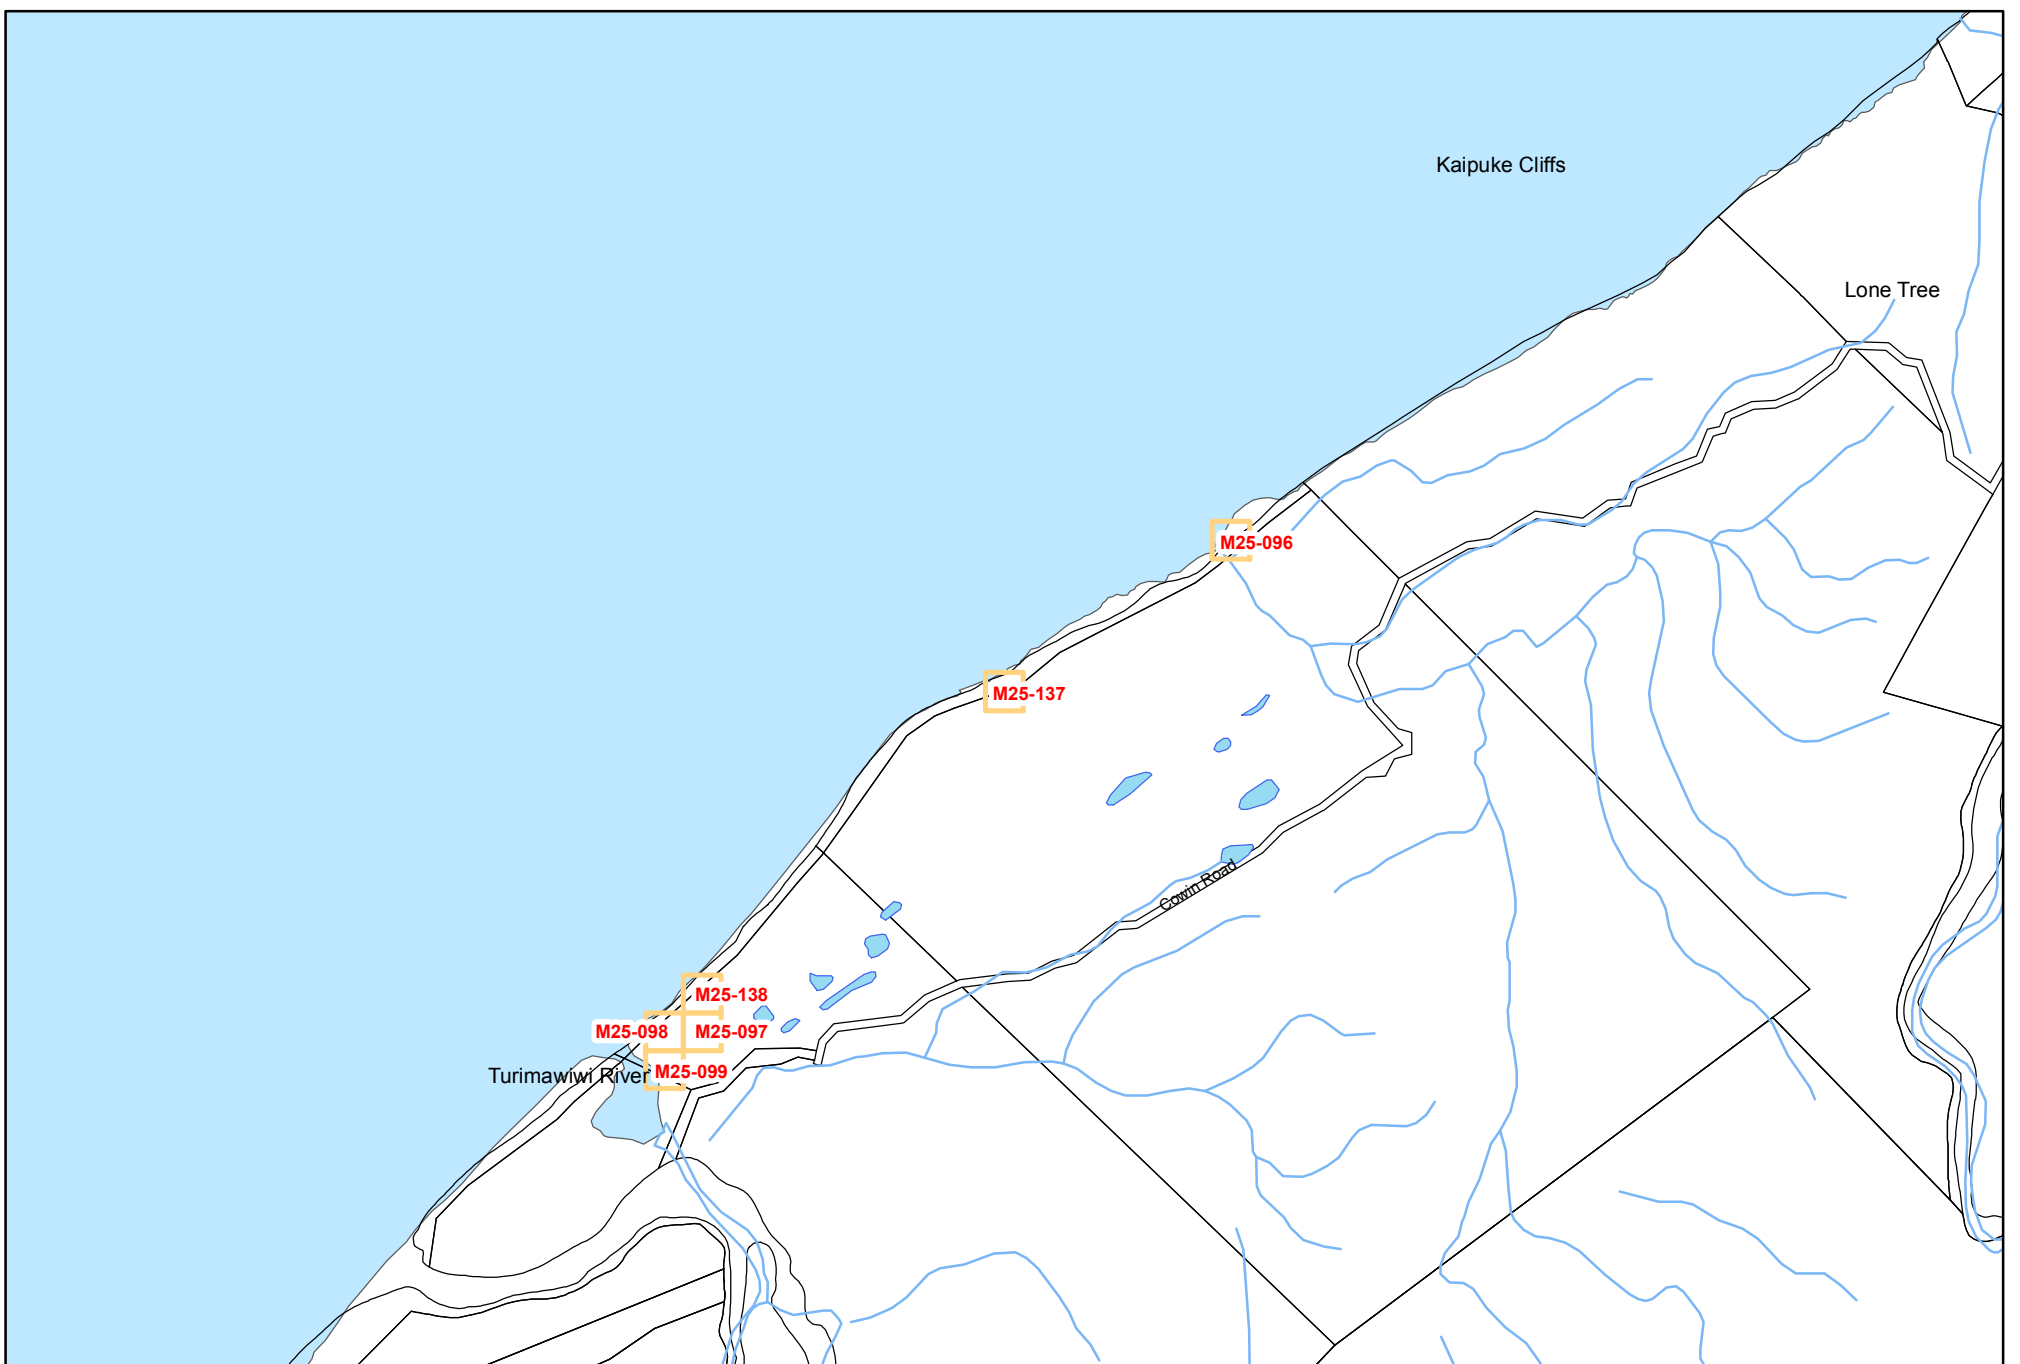 Kaipuke Cliffs
Lone Tree
M25-096
M25-137
Cowin Road
M25-138
M25-098
M25-097
M25-099
Turimawiwi River